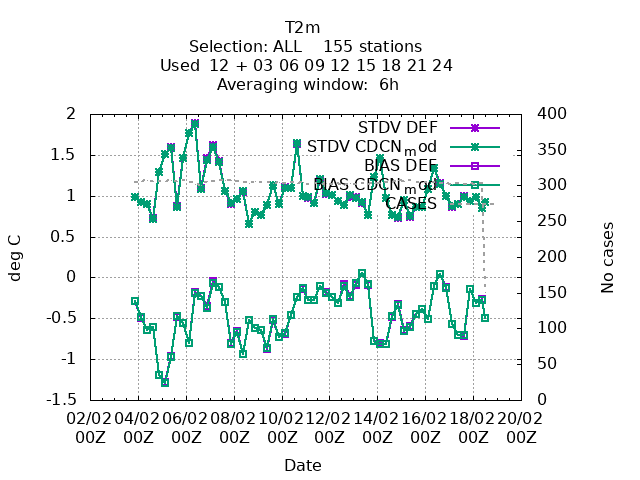 T2m
Selection: ALL    155 stations
Used  12 + 03 06 09 12 15 18 21 24
Averaging window:  6h
STDV DEF
STDV CDCN_mod
BIAS DEF
BIAS CDCN_mod
CASES
deg C
2
1.5
1
0.5
0
-0.5
-1
-1.5
No cases
400
350
300
250
200
150
100
50
0
02/02 04/02 06/02 08/02 10/02 12/02 14/02 16/02 18/02 20/02
00Z 00Z 00Z 00Z 00Z 00Z 00Z 00Z 00Z 00Z
Date